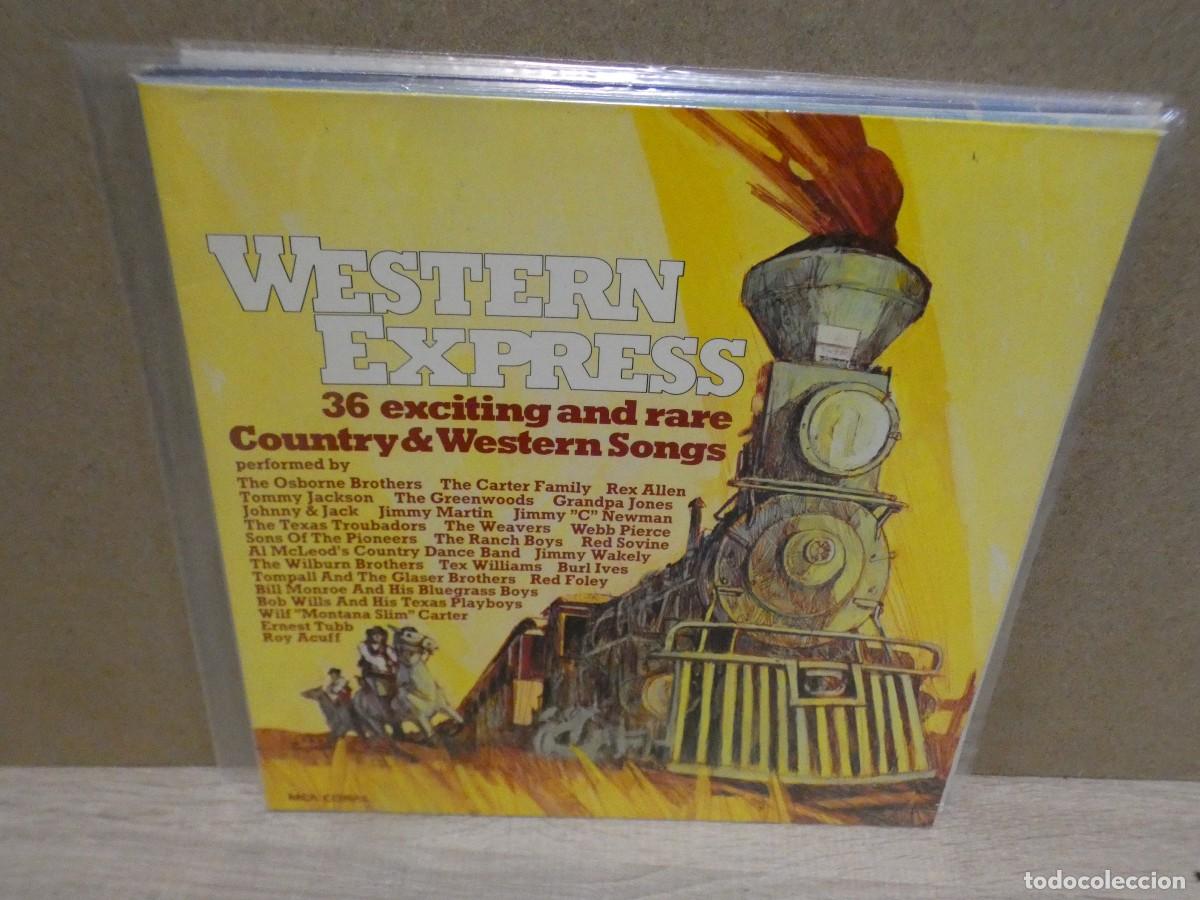 WESTERN
EXPRESS
36 exciting and rare
Country & Western Songs
performed by
The Osborne Brothers The Carter Family Rex Allen
Tommy Jackson The Greenwoods Grandpa Jones
Johnny & Jack Jimmy Martin Jimmy "C" Newman
The Texas Troubadors The Weavers Webb Pierce
Sons Of The Pioneers The Ranch Boys Red Sovine
Al McLeod's Country Dance Band Jimmy Wakely
The Wilburn Brothers Tex Williams Burl Ives
Tompall And The Glaser Brothers Red Foley
Bill Monroe And His Bluegrass Boys
Bob Wills And His Texas Playboys
Wilf "Montana Slim" Carter
Ernest Tubb
Roy Acuff
MCA CORAL
todocoleccion